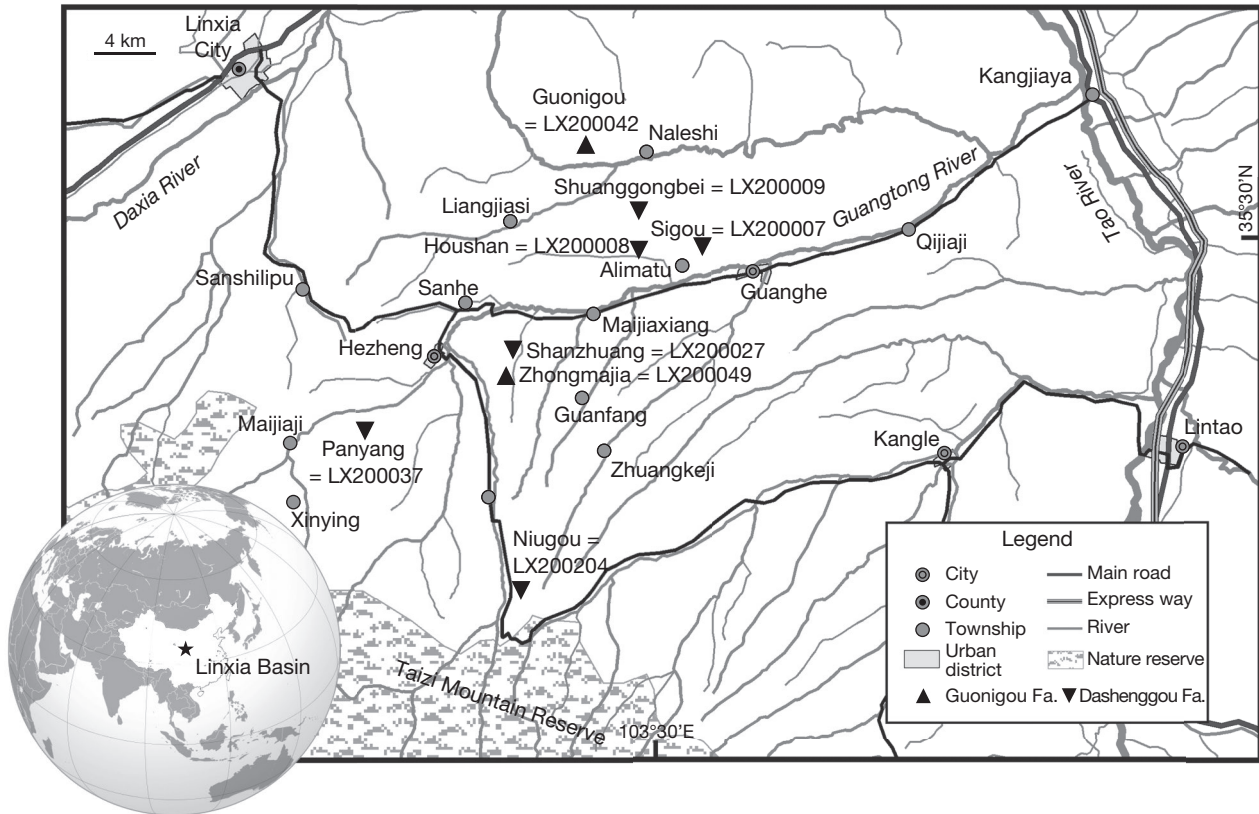 4 km
Linxia
City
Kangjiaya
Guonigou
= LX200042
Naleshi
Daxia River
Shuanggongbei = LX200009
Guangtong River
Tao River
35°30'N
Liangjiasi
Sigou = LX200007
Houshan = LX200008
Qijiaji
Alimatu
Sanshilipu
Sanhe
Guanghe
Maijiaxiang
Hezheng
Shanzhuang = LX200027
Zhongmajia = LX200049
Guanfang
Maijiaji
Panyang
= LX200037
Kangle
Lintao
Zhuangkeji
Xinying
Niugou =
LX200204
Legend
City
Main road
County
Express way
Township
River
Urban
district
Nature reserve
Guonigou Fa.
Dashenggou Fa.
Linxia Basin
Taizi Mountain Reserve
103°30'E